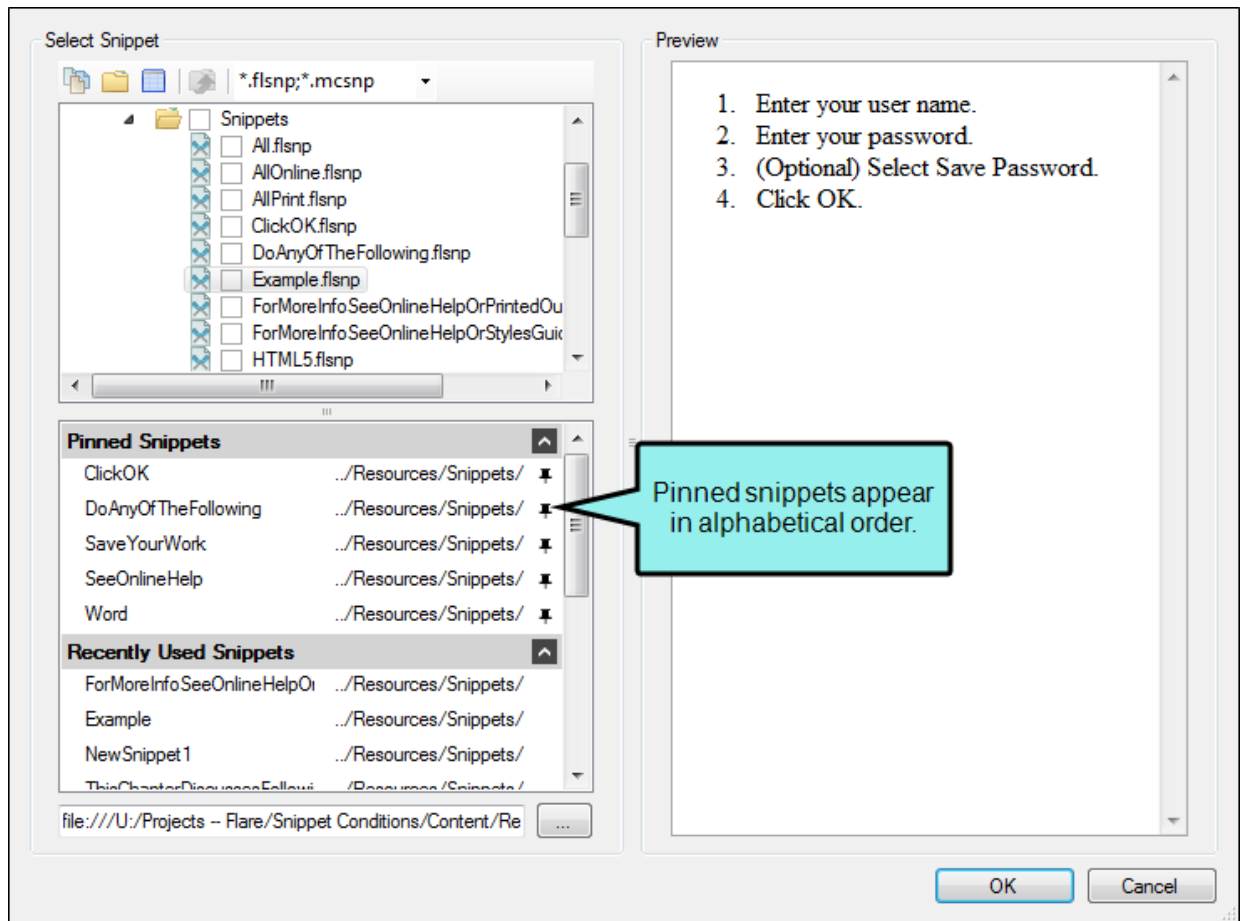 Select Snippet
*.flsnp;*.mcsnp
Snippets
All.flsnp
AllOnline.flsnp
AllPrint.flsnp
ClickOK.flsnp
DoAnyOfTheFollowing.flsnp
Example.flsnp
ForMoreInfoSeeOnlineHelpOrPrintedOu
ForMoreInfoSeeOnlineHelpOrStylesGuid
HTML5.flsnp
Pinned Snippets
ClickOK ../Resources/Snippets/
DoAnyOfTheFollowing ../Resources/Snippets/
SaveYourWork ../Resources/Snippets/
SeeOnlineHelp ../Resources/Snippets/
Word ../Resources/Snippets/
Recently Used Snippets
ForMoreInfoSeeOnlineHelpOr ../Resources/Snippets/
Example ../Resources/Snippets/
NewSnippet1 ../Resources/Snippets/
ThisChapterDiscussesFollowi ../Resources/Snippets/
file:///U:/Projects -- Flare/Snippet Conditions/Content/Re
...
Pinned snippets appear
in alphabetical order.
Preview
1. Enter your user name.
2. Enter your password.
3. (Optional) Select Save Password.
4. Click OK.
OK
Cancel